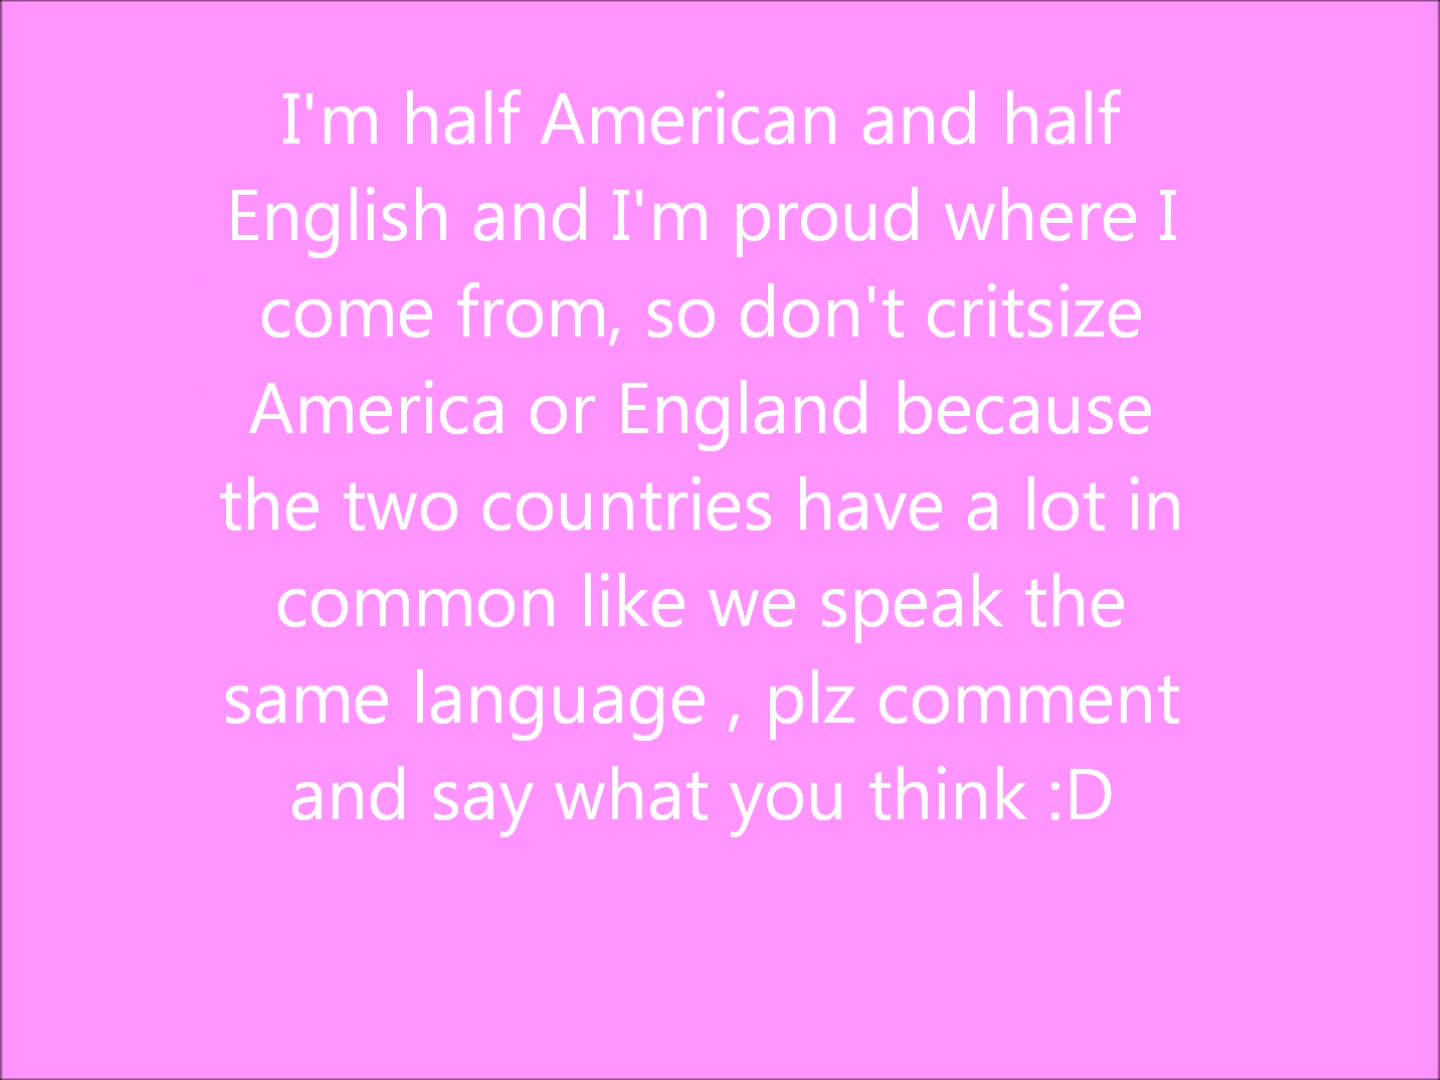 I'm half American and half
English and I'm proud where I
come from, so don't critsize
America or England because
the two countries have a lot in
common like we speak the
same language , plz comment
and say what you think :D